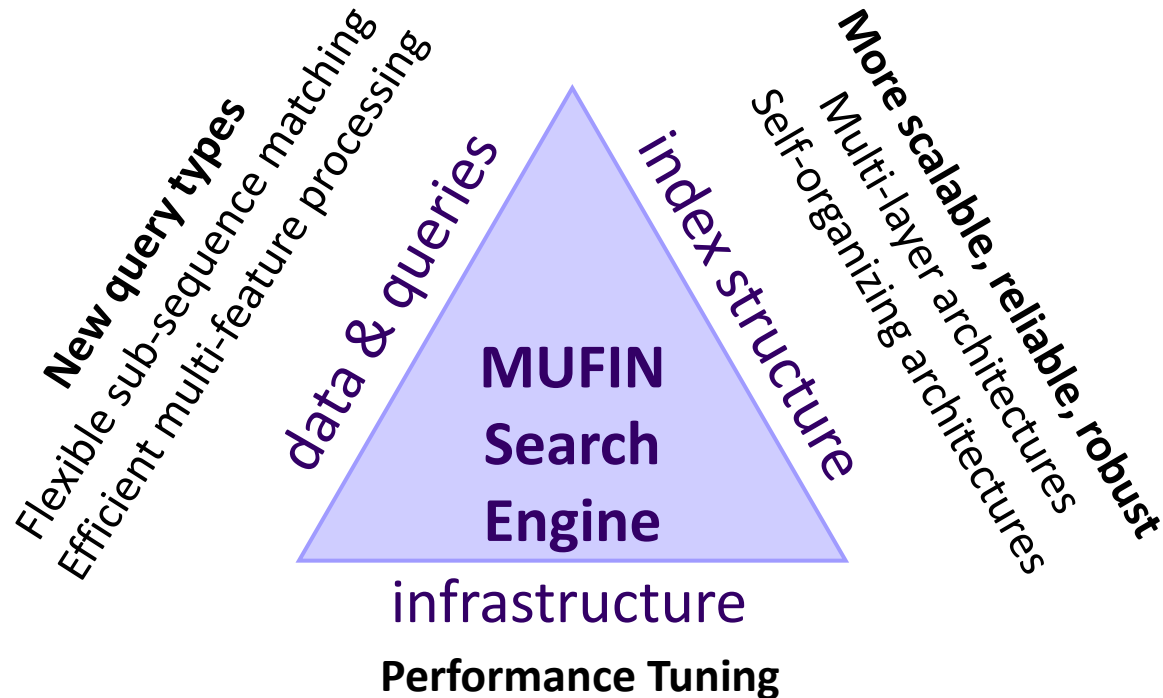 New query types
Flexible sub-sequence matching
Efficient multi-feature processing
data & queries
MUFIN
Search
Engine
index structure
More scalable, reliable, robust
Multi-layer architectures
Self-organizing architectures
infrastructure
Performance Tuning